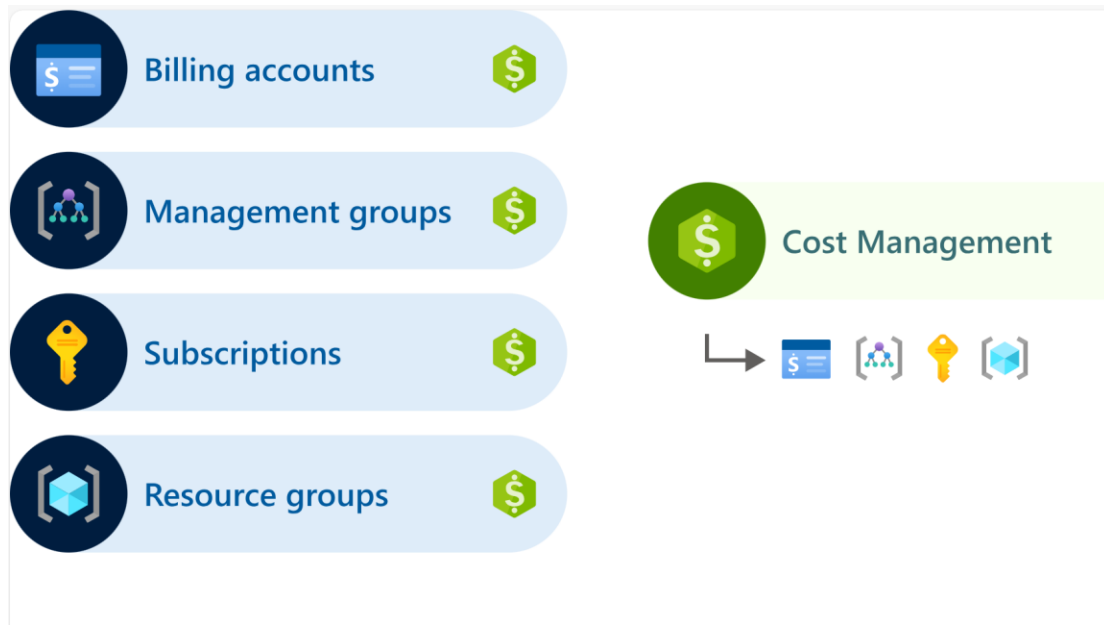 Billing accounts
Management groups
Subscriptions
Resource groups
Cost Management